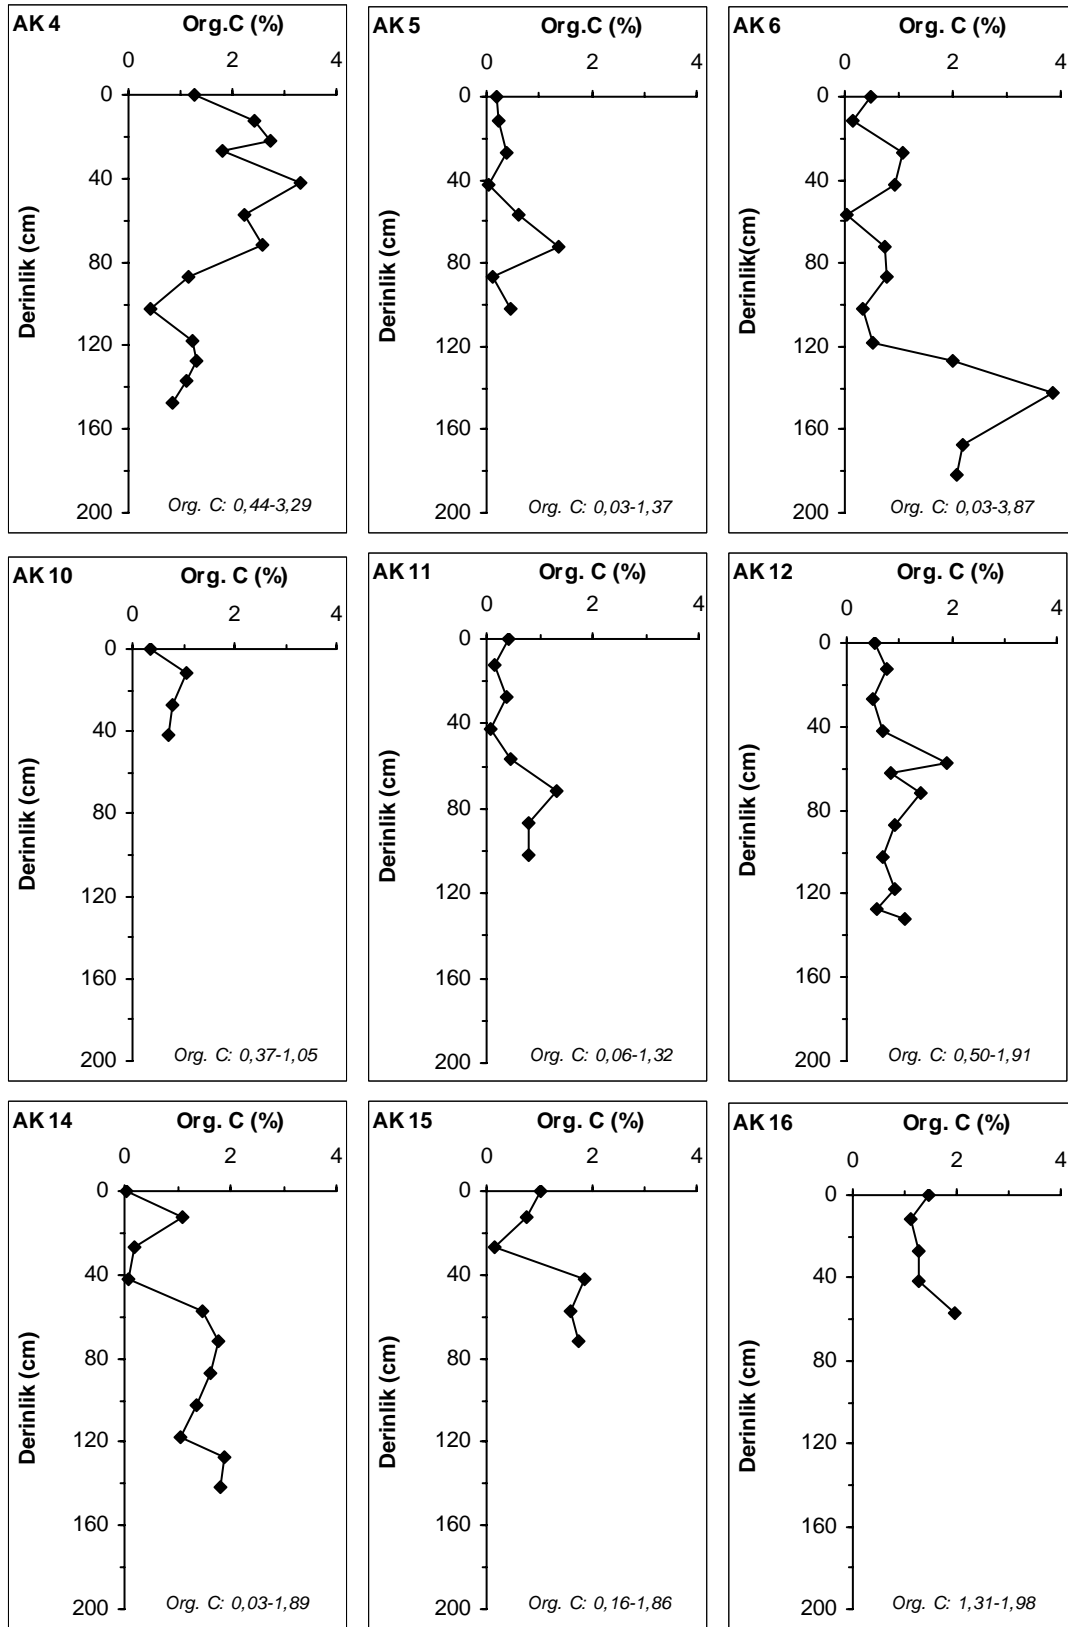 AK 4 Org.C (%)
0 2 4
0
40
80
120
160
200
Derinlik (cm)
Org. C: 0,44-3,29
AK 5 Org.C (%)
0 2 4
0
40
80
120
160
200
Derinlik (cm)
Org. C: 0,03-1,37
AK 6 Org. C (%)
0 2 4
0
40
80
120
160
200
Derinlik(cm)
Org. C: 0,03-3,87
AK 10 Org. C (%)
0 2 4
0
40
80
120
160
200
Derinlik (cm)
Org. C: 0,37-1,05
AK 11 Org. C (%)
0 2 4
0
40
80
120
160
200
Derinlik (cm)
Org. C: 0,06-1,32
AK 12 Org. C (%)
0 2 4
0
40
80
120
160
200
Derinlik (cm)
Org. C: 0,50-1,91
AK 14 Org. C (%)
0 2 4
0
40
80
120
160
200
Derinlik (cm)
Org. C: 0,03-1,89
AK 15 Org. C (%)
0 2 4
0
40
80
120
160
200
Derinlik (cm)
Org. C: 0,16-1,86
AK 16 Org. C (%)
0 2 4
0
40
80
120
160
200
Derinlik (cm)
Org. C: 1,31-1,98